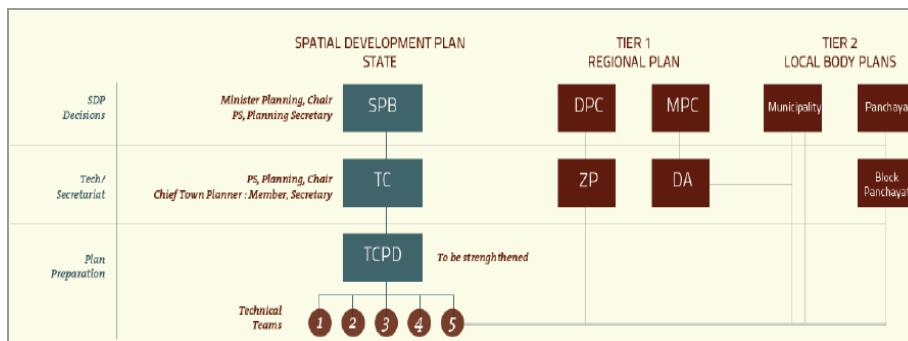 SPATIAL DEVELOPMENT PLAN
STATE
TIER 1
REGIONAL PLAN
TIER 2
LOCAL BODY PLANS
SDP
Decisions
Minister Planning, Chair
PS, Planning Secretary
SPB
DPC
MPC
Municipality
Panchaya
Tech/
Secretariat
PS, Planning, Chair
Chief Town Planner : Member, Secretary
TC
ZP
DA
Block
Panchayat
Plan
Preparation
TCPD
To be strenghthened
Technical
Teams
1 2 3 4 5